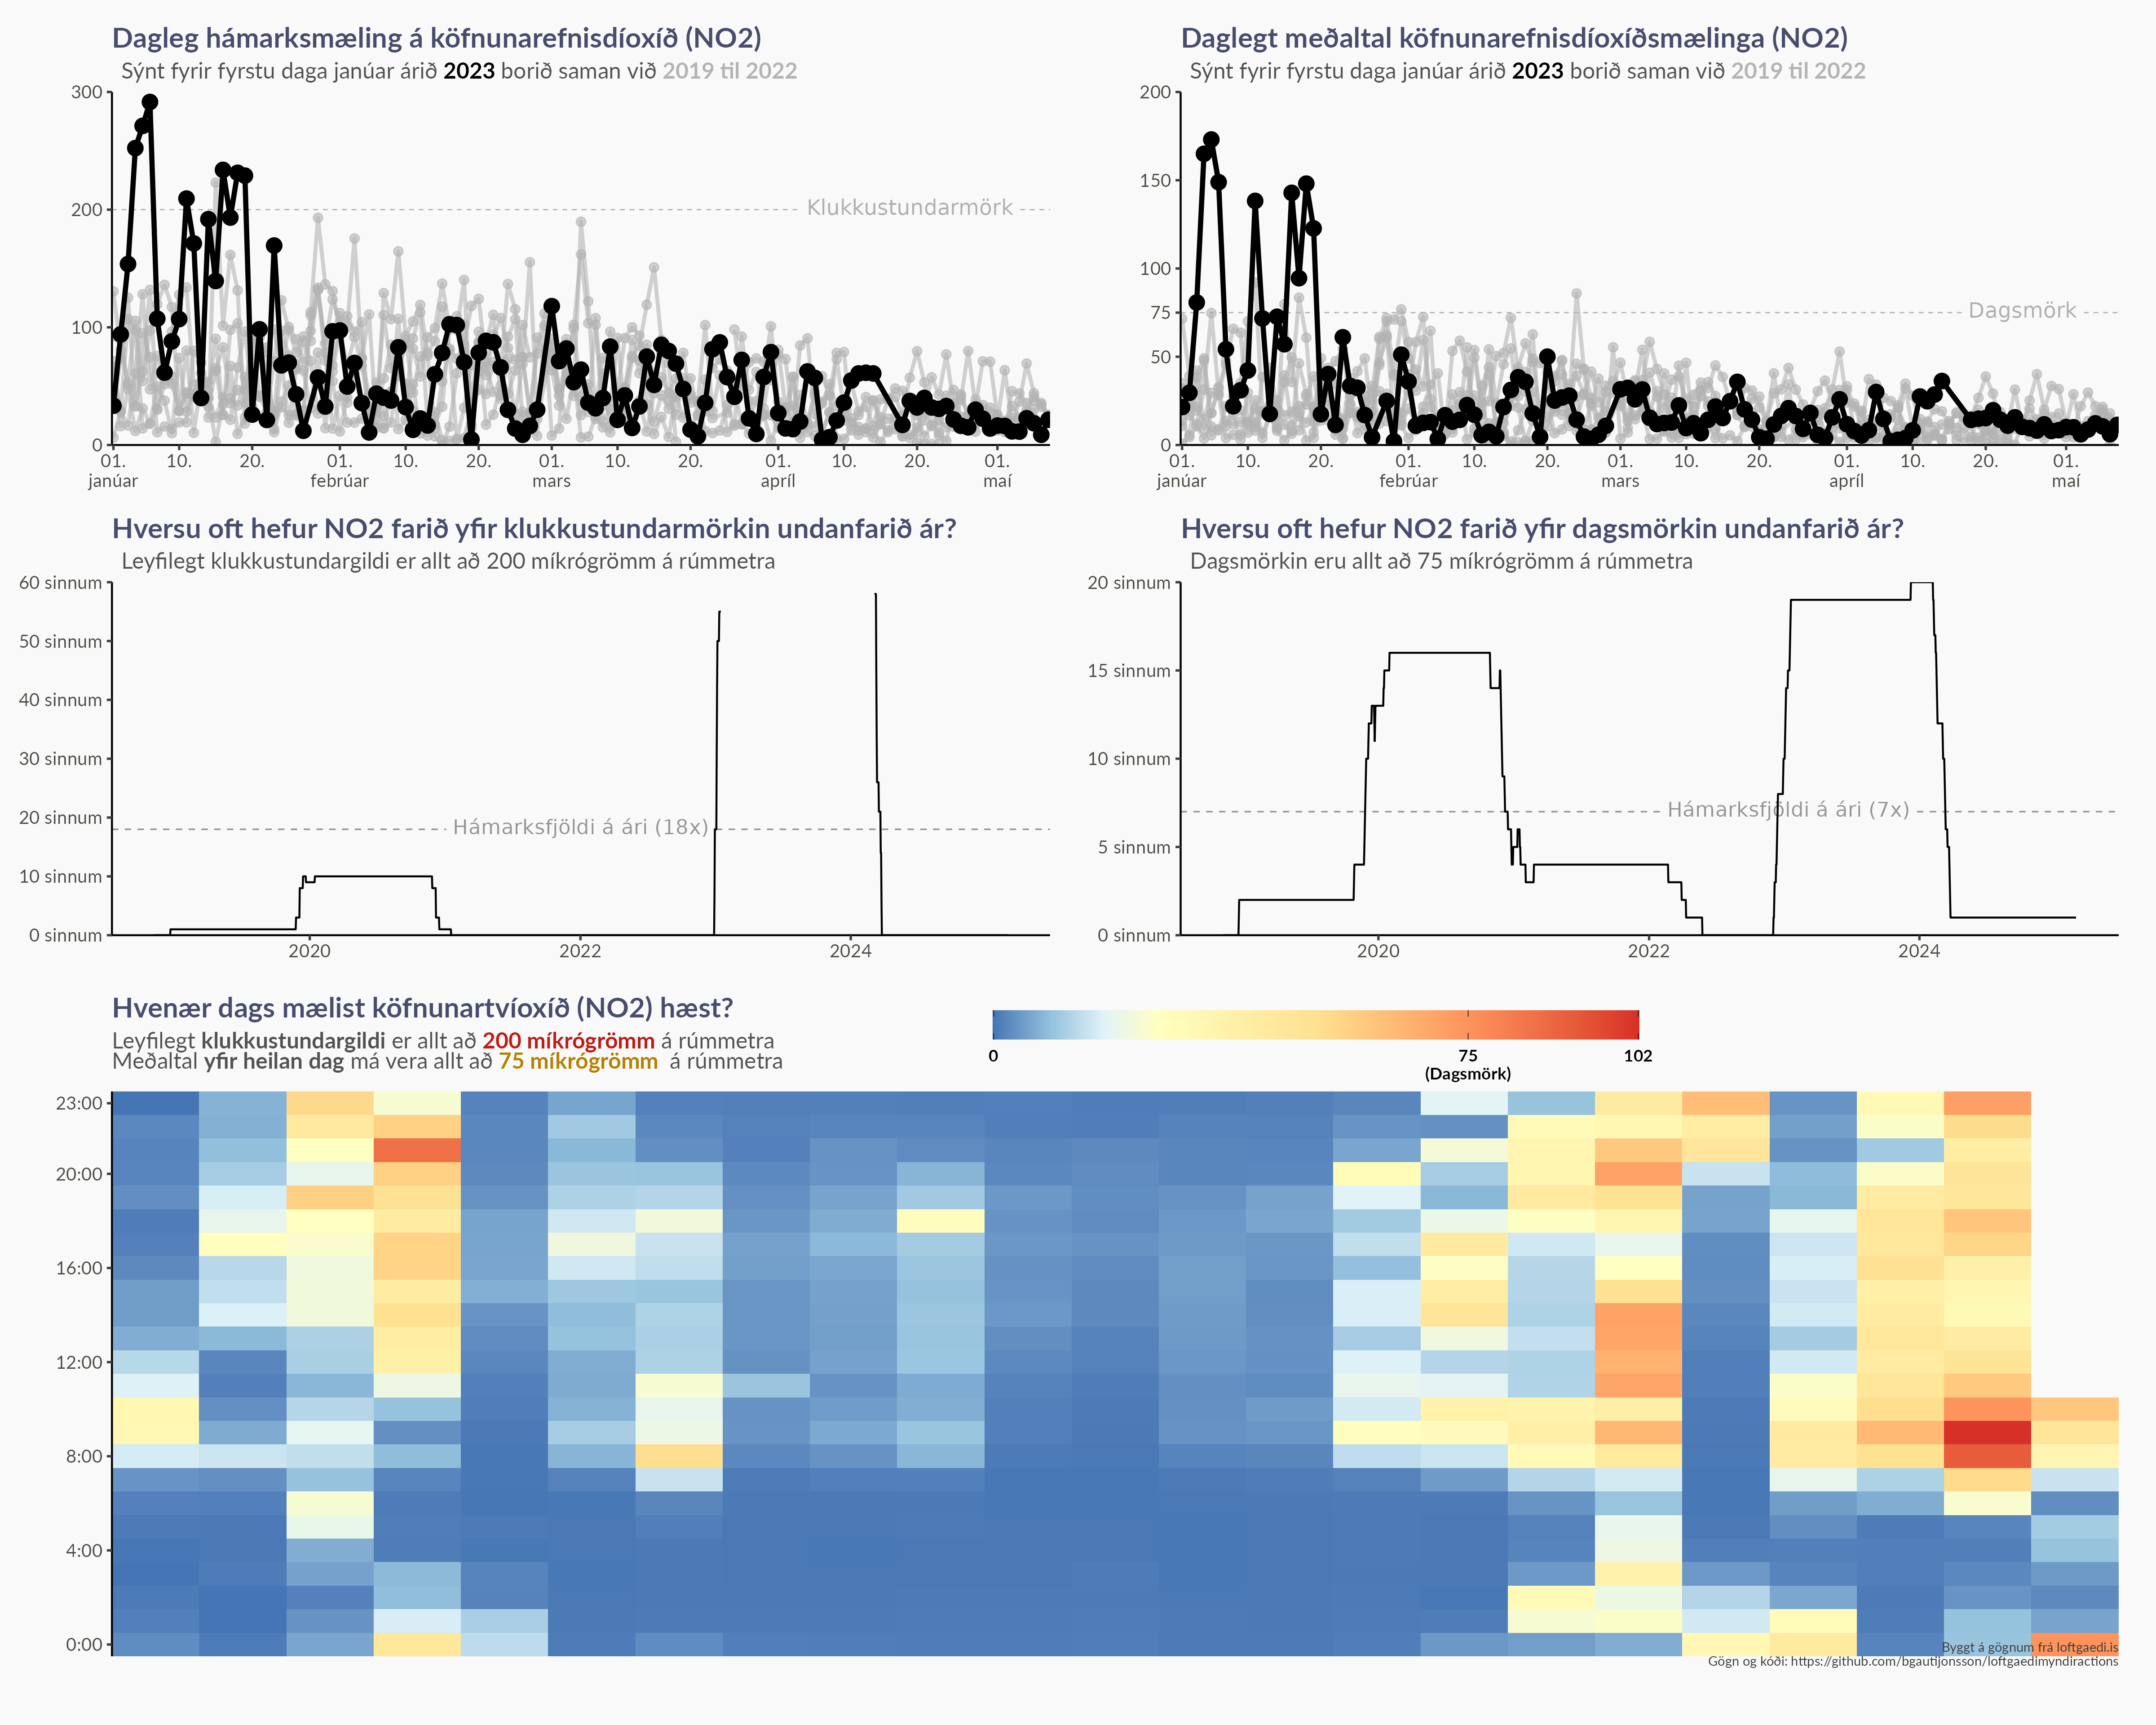 Dagleg hámarksmæling á köfnunarefnisdíoxíð (NO2)
Sýnt fyrir fyrstu daga janúar árið 2023 borið saman við 2019 til 2022
300
200
100
0
Klukkustundarmörk
01. 10. 20. 01. 10. 20. 01. 10. 20. 01. 10. 20. 01.
janúar febrúar mars apríl maí
Daglegt meðaltal köfnunarefnisdíoxíðsmælinga (NO2)
Sýnt fyrir fyrstu daga janúar árið 2023 borið saman við 2019 til 2022
200
150
100
75
50
0
Dagsmörk
01. 10. 20. 01. 10. 20. 01. 10. 20. 01. 10. 20. 01.
janúar febrúar mars apríl maí
Hversu oft hefur NO2 farið yfir klukkustundarmörkin undanfarið ár?
Leyfilegt klukkustundargildi er allt að 200 míkrógrömm á rúmmetra
60 sinnum
50 sinnum
40 sinnum
30 sinnum
20 sinnum
10 sinnum
0 sinnum
Hámarksfjöldi á ári (18x)
2020 2022 2024
Hversu oft hefur NO2 farið yfir dagsmörkin undanfarið ár?
Dagsmörkin eru allt að 75 míkrógrömm á rúmmetra
20 sinnum
15 sinnum
10 sinnum
5 sinnum
0 sinnum
Hámarksfjöldi á ári (7x)
2020 2022 2024
Hvenær dags mælist köfnunartvíoxíð (NO2) hæst?
Leyfilegt klukkustundargildi er allt að 200 míkrógrömm á rúmmetra
Meðaltal yfir heilan dag má vera allt að 75 míkrógrömm á rúmmetra
0 75 102
(Dagsmörk)
23:00
20:00
16:00
12:00
8:00
4:00
0:00
Byggt á gögnum frá loftgaedi.is
Gögn og kóði: https://github.com/bgautijonsson/loftgaedimyndiractions